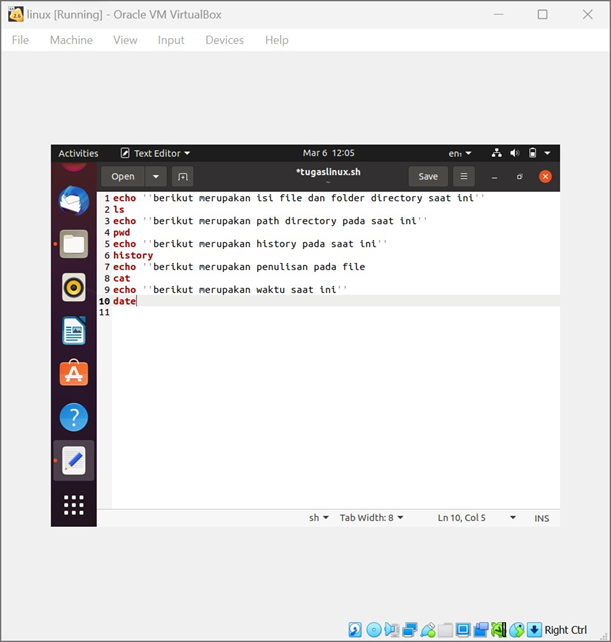 linux [Running] - Oracle VM VirtualBox
File Machine View Input Devices Help
Activities Text Editor Mar 6 12:05 en₁
Open *tugaslinux.sh Save
~
1 echo ''berikut merupakan isi file dan folder directory saat ini''
2 ls
3 echo ''berikut merupakan path directory pada saat ini''
4 pwd
5 echo ''berikut merupakan history pada saat ini''
6 history
7 echo ''berikut merupakan penulisan pada file
8 cat
9 echo ''berikut merupakan waktu saat ini''
10 date
11
sh Tab Width: 8 Ln 10, Col 5 INS
Right Ctrl